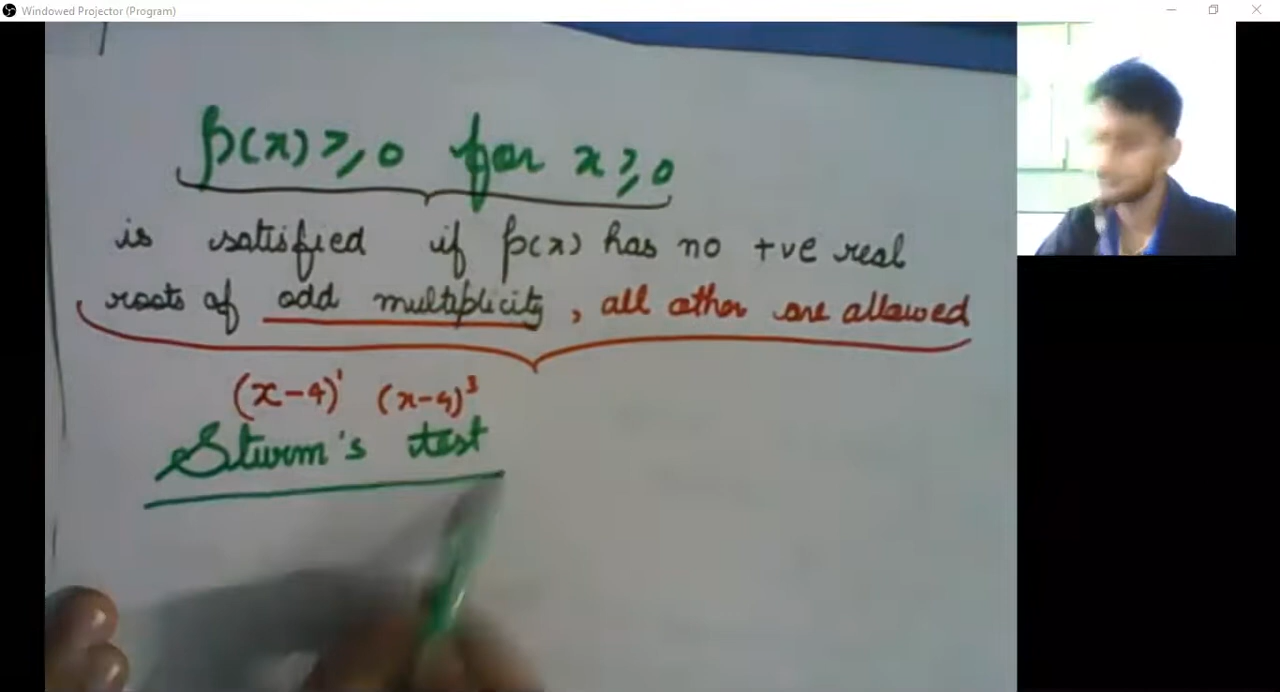 Windowed Projector (Program)
p(x) ≥ 0 for x ≥ 0
is satisfied if p(x) has no +ve real
roots of odd multiplicity, all other are allowed
(x-4)¹ (x-4)³
Sturm's test